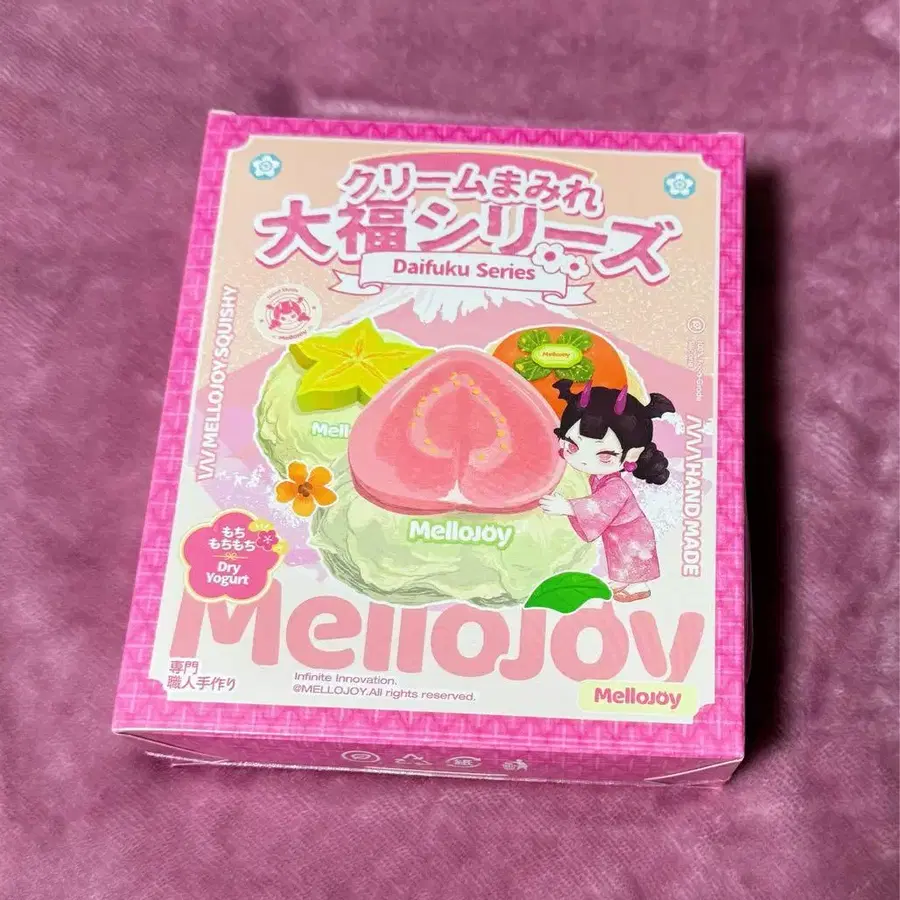 クリームまみれ
大福シリーズ
Daifuku Series
Mellojoy
MELLOJOY SQUISHY
Mellojoy
Mello
Mellojoy
HAND MADE
もち
もちもち
Dry
Yogurt
Mellojoy
専門
職人手作り
Infinite Innovation.
@MELLOJOY.All rights reserved.
Mellojoy
紙